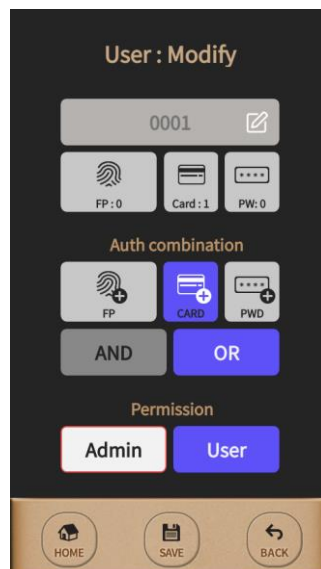 User : Modify
0001
FP : 0 Card : 1 PW: 0
Auth combination
FP CARD PWD
AND OR
Permission
Admin User
HOME SAVE BACK